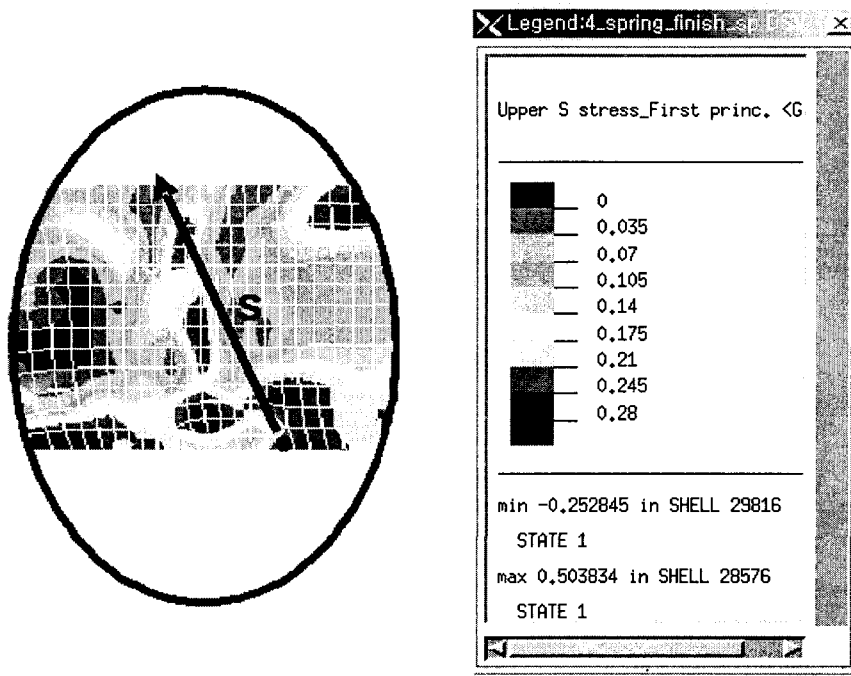 Legend:4_spring_finish_sp
Upper S stress_First princ. <G
0
0.035
0.07
0.105
0.14
0.175
0.21
0.245
0.28
min -0.252845 in SHELL 29816
STATE 1
max 0.503834 in SHELL 28576
STATE 1
S